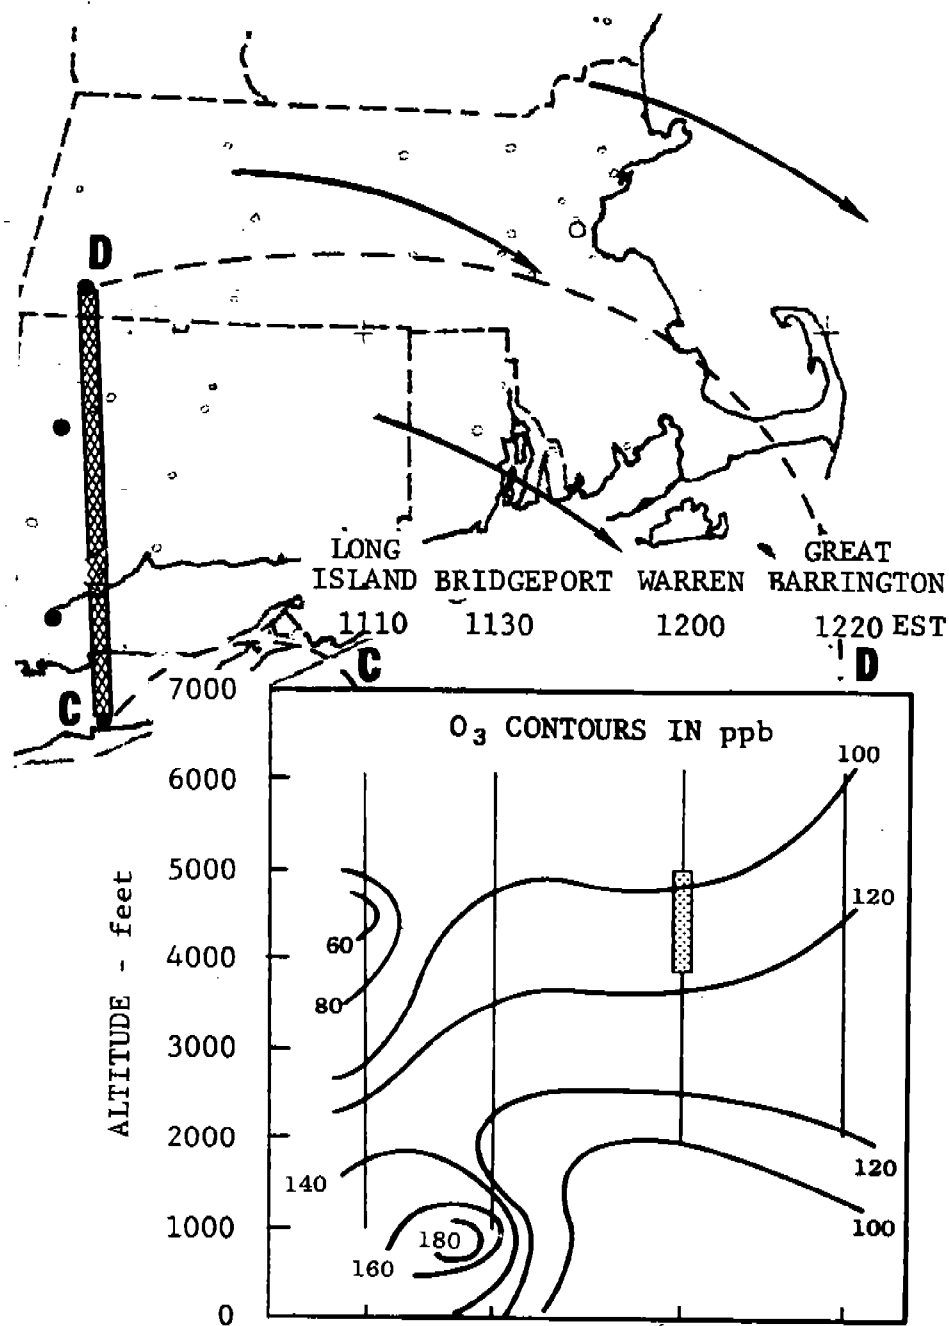 D
C
LONG GREAT
ISLAND BRIDGEPORT WARREN BARRINGTON
1110 1130 1200 1220 EST
C D
O3 CONTOURS IN ppb
7000
6000
5000
4000
3000
2000
1000
0
ALTITUDE - feet
100
120
60
80
140
120
180
100
160